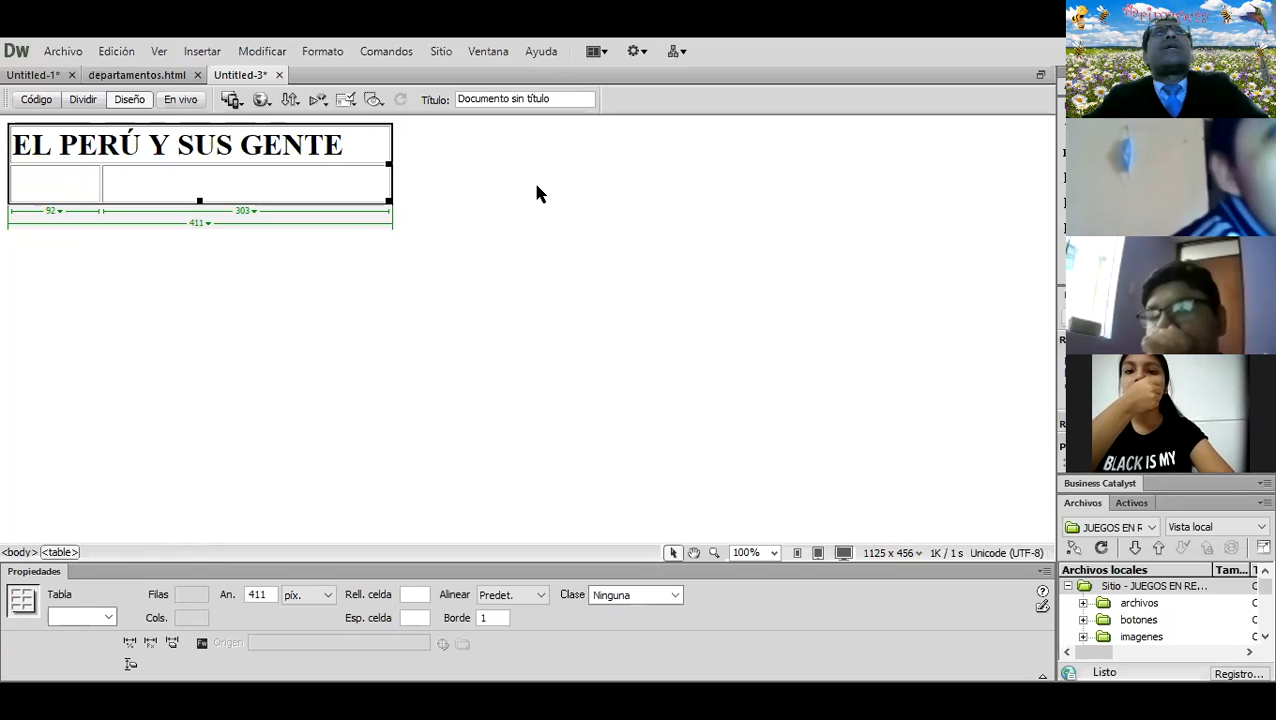 Dw Archivo Edición Ver Insertar Modificar Formato Comandos Sitio Ventana Ayuda
Untitled-1* departamentos.html Untitled-3*
Código Dividir Diseño En vivo Título: Documento sin título
EL PERÚ Y SUS GENTE
92 303
411
BLACK IS MY
Business Catalyst
Archivos Activos
JUEGOS EN R Vista local
Archivos locales Tam...
Sitio - JUEGOS EN RE...
archivos
botones
imagenes
Listo Registro...
<body> <table> 100% 1125 x 456 1K / 1 s Unicode (UTF-8)
Propiedades
Tabla Filas An. 411 píx. Rell. celda Alinear Predet. Clase Ninguna
Cols. Esp. celda Borde 1
Fw Origen